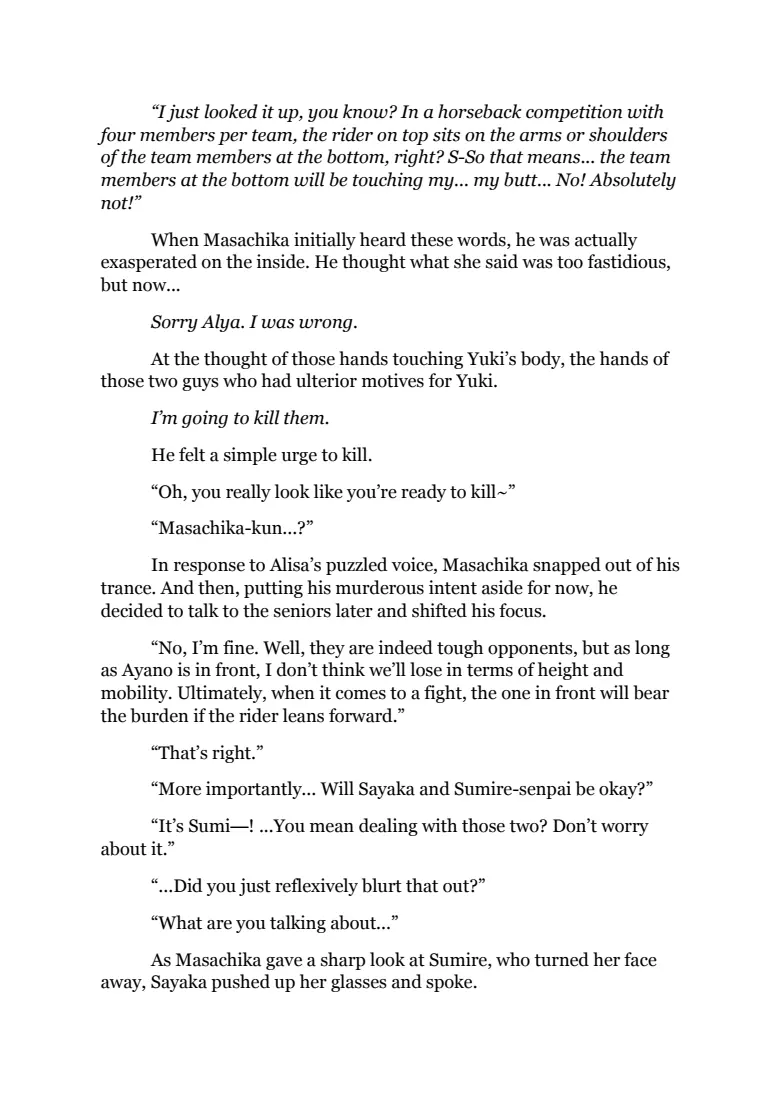 “I just looked it up, you know? In a horseback competition with
four members per team, the rider on top sits on the arms or shoulders
of the team members at the bottom, right? S-So that means... the team
members at the bottom will be touching my... my butt... No! Absolutely
not!”
When Masachika initially heard these words, he was actually
exasperated on the inside. He thought what she said was too fastidious,
but now...
Sorry Alya. I was wrong.
At the thought of those hands touching Yuki’s body, the hands of
those two guys who had ulterior motives for Yuki.
I’m going to kill them.
He felt a simple urge to kill.
“Oh, you really look like you’re ready to kill~”
“Masachika-kun...?”
In response to Alisa’s puzzled voice, Masachika snapped out of his
trance. And then, putting his murderous intent aside for now, he
decided to talk to the seniors later and shifted his focus.
“No, I’m fine. Well, they are indeed tough opponents, but as long
as Ayano is in front, I don’t think we’ll lose in terms of height and
mobility. Ultimately, when it comes to a fight, the one in front will bear
the burden if the rider leans forward.”
“That’s right.”
“More importantly... Will Sayaka and Sumire-senpai be okay?”
“It’s Sumi—! ...You mean dealing with those two? Don’t worry
about it.”
“...Did you just reflexively blurt that out?”
“What are you talking about...”
As Masachika gave a sharp look at Sumire, who turned her face
away, Sayaka pushed up her glasses and spoke.